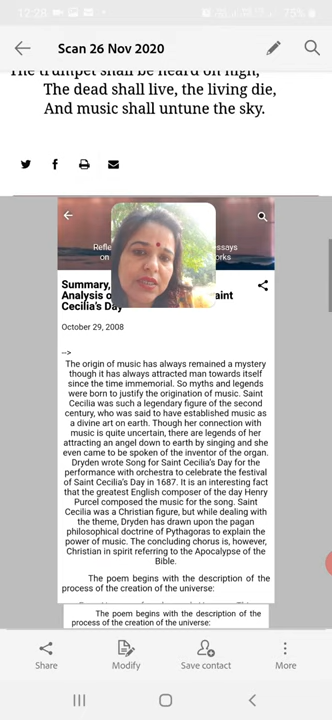 12:28
75%
Scan 26 Nov 2020
The trumpet shall be heard on high,
The dead shall live, the living die,
And music shall untune the sky.
Refle
ssays
on
orks
Summary,
Analysis o
aint
Cecilia's Day
October 29, 2008
-->
The origin of music has always remained a mystery
though it has always attracted man towards itself
since the time immemorial. So myths and legends
were born to justify the origination of music. Saint
Cecilia was such a legendary figure of the second
century, who was said to have established music as
a divine art on earth. Though her connection with
music is quite uncertain, there are legends of her
attracting an angel down to earth by singing and she
even came to be spoken of the inventor of the organ.
Dryden wrote Song for Saint Cecilia's Day for the
performance with orchestra to celebrate the festival
of Saint Cecilia's Day in 1687. It is an interesting fact
that the greatest English composer of the day Henry
Purcel composed the music for the song. Saint
Cecilia was a Christian figure, but while dealing with
the theme, Dryden has drawn upon the pagan
philosophical doctrine of Pythagoras to explain the
power of music. The concluding chorus is, however,
Christian in spirit referring to the Apocalypse of the
Bible.
The poem begins with the description of the
process of the creation of the universe:
The poem begins with the description of the
process of the creation of the universe:
Share
Modify
Save contact
More